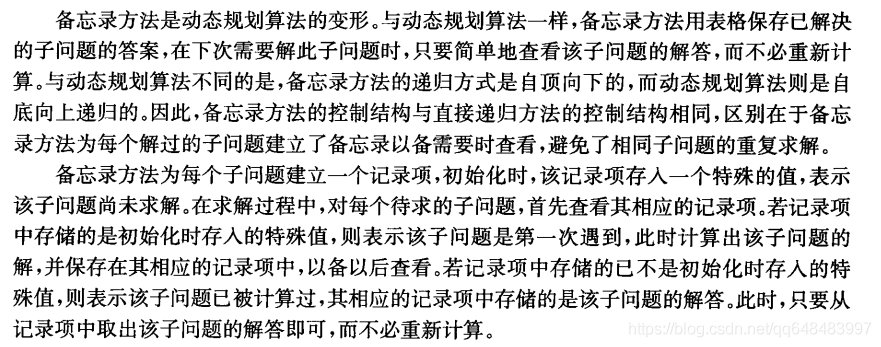 备忘录方法是动态规划算法的变形。与动态规划算法一样，备忘录方法用表格保存已解决
的子问题的答案，在下次需要解此子问题时，只要简单地查看该子问题的解答，而不必重新计
算。与动态规划算法不同的是，备忘录方法的递归方式是自顶向下的，而动态规划算法则是自
底向上递归的。因此，备忘录方法的控制结构与直接递归方法的控制结构相同，区别在于备忘
录方法为每个解过的子问题建立了备忘录以备需要时查看，避免了相同子问题的重复求解。
备忘录方法为每个子问题建立一个记录项，初始化时，该记录项存入一个特殊的值，表示
该子问题尚未求解。在求解过程中，对每个待求的子问题，首先查看其相应的记录项。若记录项
中存储的是初始化时存入的特殊值，则表示该子问题是第一次遇到，此时计算出该子问题的
解，并保存在其相应的记录项中，以备以后查看。若记录项中存储的已不是初始化时存入的特
殊值，则表示该子问题已被计算过，其相应的记录项中存储的是该子问题的解答。此时，只要从
记录项中取出该子问题的解答即可，而不必重新计算。
https://blog.csdn.net/qq648483997